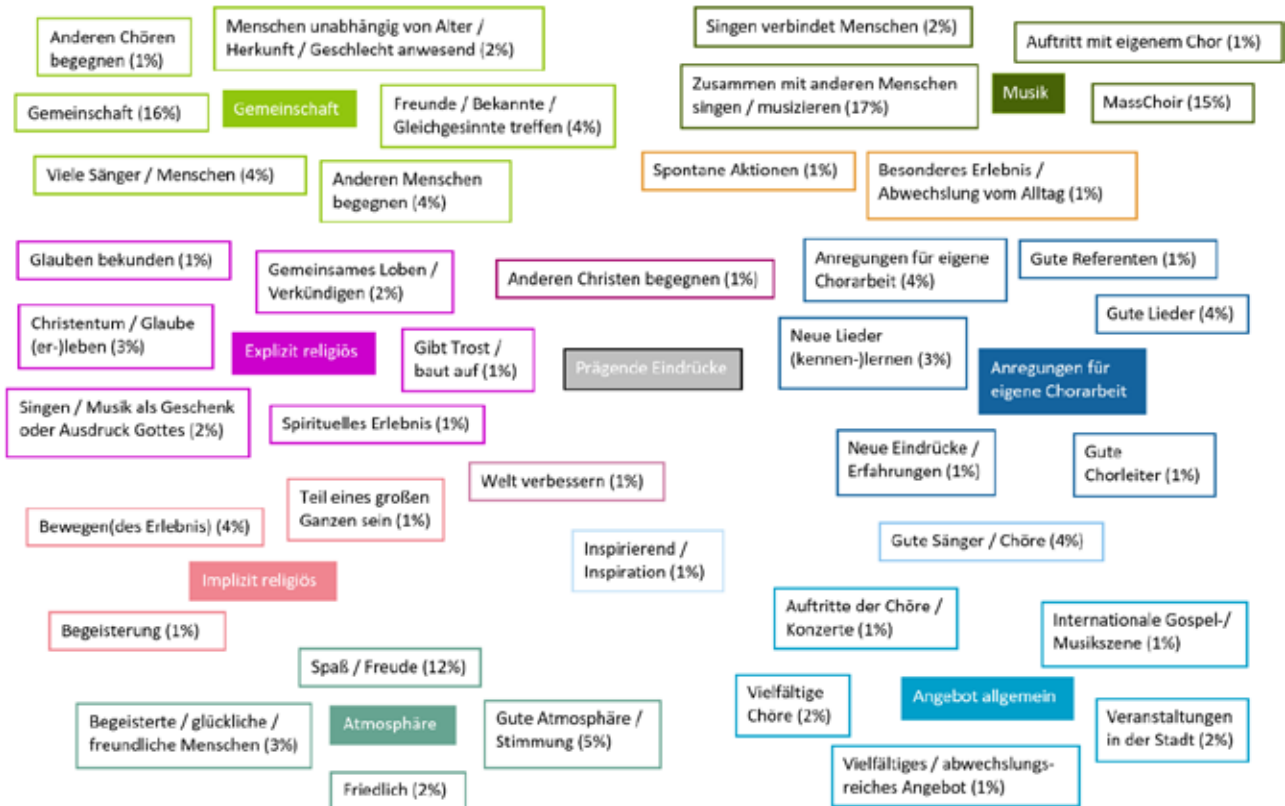 Anderen Chören
begegnen (1%)
Menschen unabhängig von Alter /
Herkunft / Geschlecht anwesend (2%)
Gemeinschaft (16%)
Gemeinschaft
Freunde / Bekannte /
Gleichgesinnte treffen (4%)
Viele Sänger / Menschen (4%)
Anderen Menschen
begegnen (4%)
Singen verbindet Menschen (2%)
Auftritt mit eigenem Chor (1%)
Zusammen mit anderen Menschen
singen / musizieren (17%)
Musik
MassChoir (15%)
Spontane Aktionen (1%)
Besonderes Erlebnis /
Abwechslung vom Alltag (1%)
Glauben bekunden (1%)
Gemeinsames Loben /
Verkündigen (2%)
Anderen Christen begegnen (1%)
Christentum / Glaube
(er-)leben (3%)
Explizit religiös
Gibt Trost /
baut auf (1%)
Prägende Eindrücke
Singen / Musik als Geschenk
oder Ausdruck Gottes (2%)
Spirituelles Erlebnis (1%)
Anregungen für eigene
Chorarbeit (4%)
Gute Referenten (1%)
Gute Lieder (4%)
Neue Lieder
(kennen-)lernen (3%)
Anregungen für
eigene Chorarbeit
Neue Eindrücke /
Erfahrungen (1%)
Gute
Chorleiter (1%)
Welt verbessern (1%)
Teil eines großen
Ganzen sein (1%)
Bewegen(des Erlebnis) (4%)
Implizit religiös
Begeisterung (1%)
Inspirierend /
Inspiration (1%)
Gute Sänger / Chöre (4%)
Auftritte der Chöre /
Konzerte (1%)
Internationale Gospel-/
Musikszene (1%)
Vielfältige
Chöre (2%)
Angebot allgemein
Veranstaltungen
in der Stadt (2%)
Vielfältiges / abwechslungs-
reiches Angebot (1%)
Spaß / Freude (12%)
Begeisterte / glückliche /
freundliche Menschen (3%)
Atmosphäre
Gute Atmosphäre /
Stimmung (5%)
Friedlich (2%)